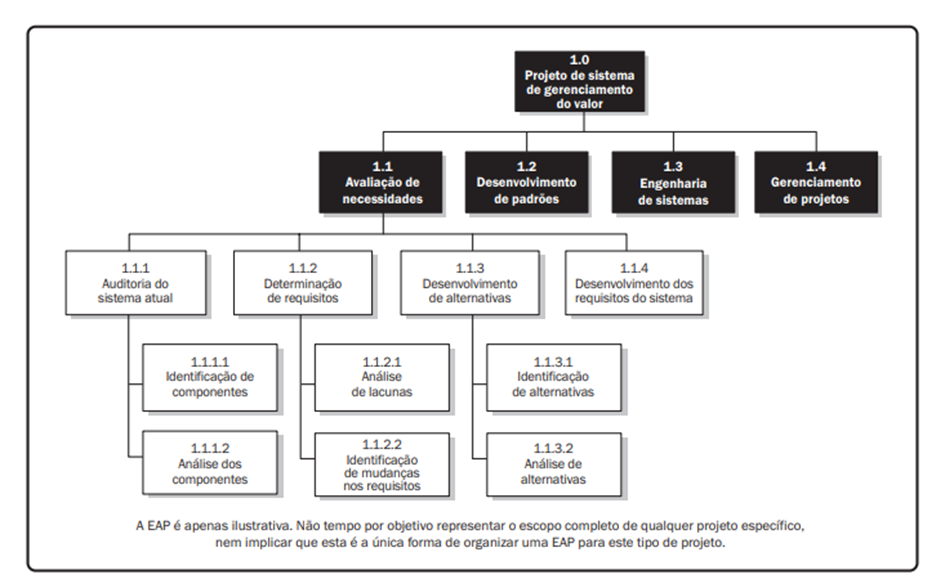 1.0
Projeto de sistema
de gerenciamento
do valor
1.1
Avaliação de
necessidades
1.2
Desenvolvimento
de padrões
1.3
Engenharia
de sistemas
1.4
Gerenciamento
de projetos
1.1.1
Auditoria do
sistema atual
1.1.2
Determinação
de requisitos
1.1.3
Desenvolvimento
de alternativas
1.1.4
Desenvolvimento dos
requisitos do sistema
1.1.1.1
Identificação de
componentes
1.1.2.1
Análise
de lacunas
1.1.3.1
Identificação
de alternativas
1.1.1.2
Análise dos
componentes
1.1.2.2
Identificação
de mudanças
nos requisitos
1.1.3.2
Análise de
alternativas
A EAP é apenas ilustrativa. Não tempo por objetivo representar o escopo completo de qualquer projeto específico,
nem implicar que esta é a única forma de organizar uma EAP para este tipo de projeto.